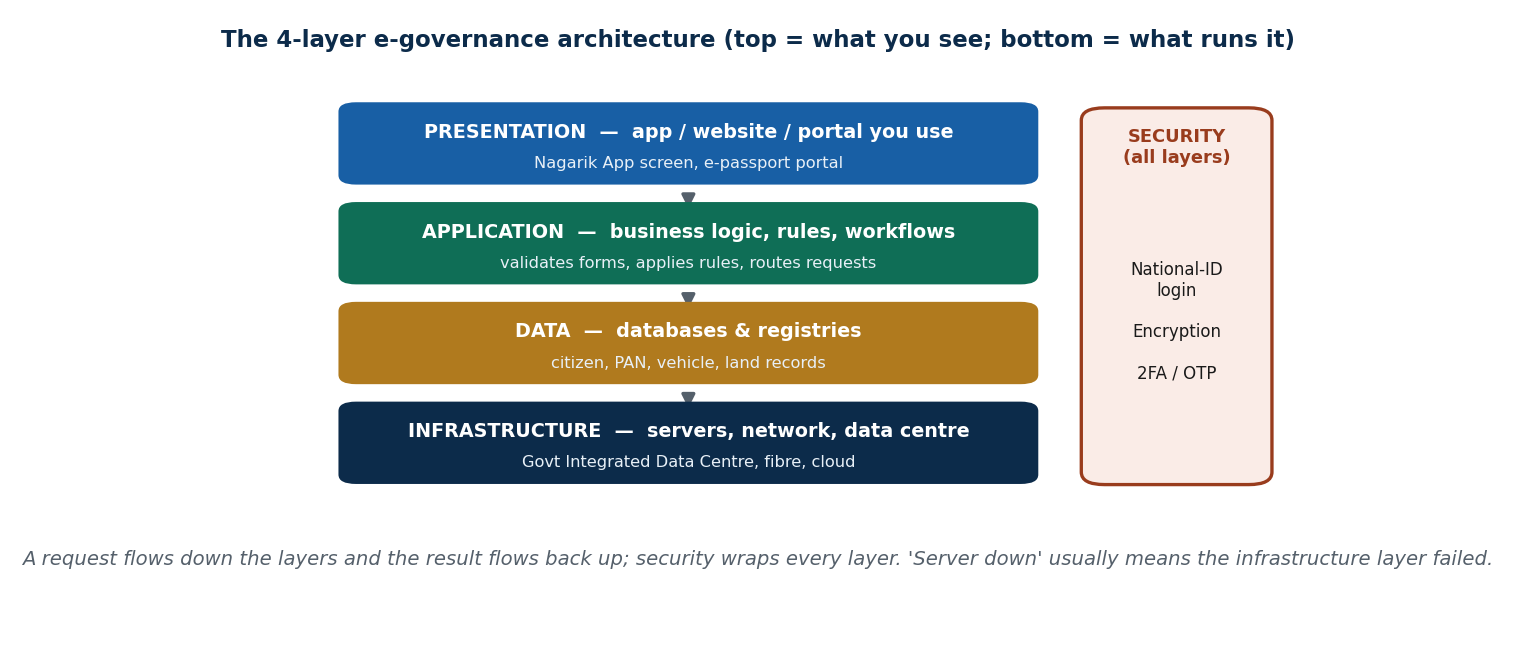 The 4-layer e-governance architecture (top = what you see; bottom = what runs it)
PRESENTATION — app / website / portal you use
Nagarik App screen, e-passport portal
APPLICATION — business logic, rules, workflows
validates forms, applies rules, routes requests
DATA — databases & registries
citizen, PAN, vehicle, land records
INFRASTRUCTURE — servers, network, data centre
Govt Integrated Data Centre, fibre, cloud
SECURITY
(all layers)
National-ID
login
Encryption
2FA / OTP
A request flows down the layers and the result flows back up; security wraps every layer. 'Server down' usually means the infrastructure layer failed.